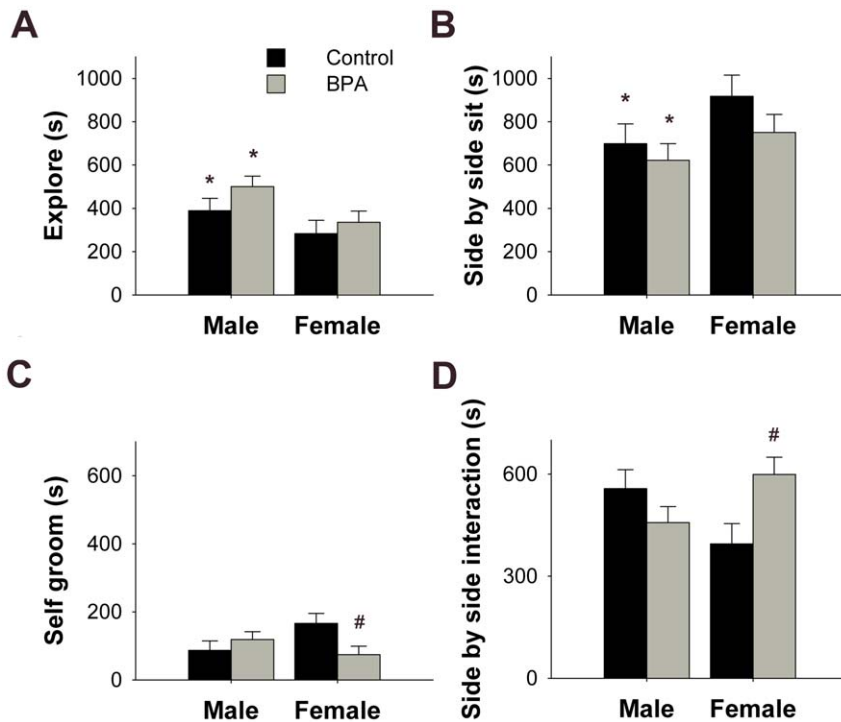 A
Control
BPA
1000
800
600
400
200
0
Explore (s)
*
*
Male Female
B
1000
800
600
400
200
0
Side by side sit (s)
*
*
Male Female
C
600
400
200
0
Self groom (s)
#
Male Female
D
600
300
0
Side by side interaction (s)
#
Male Female